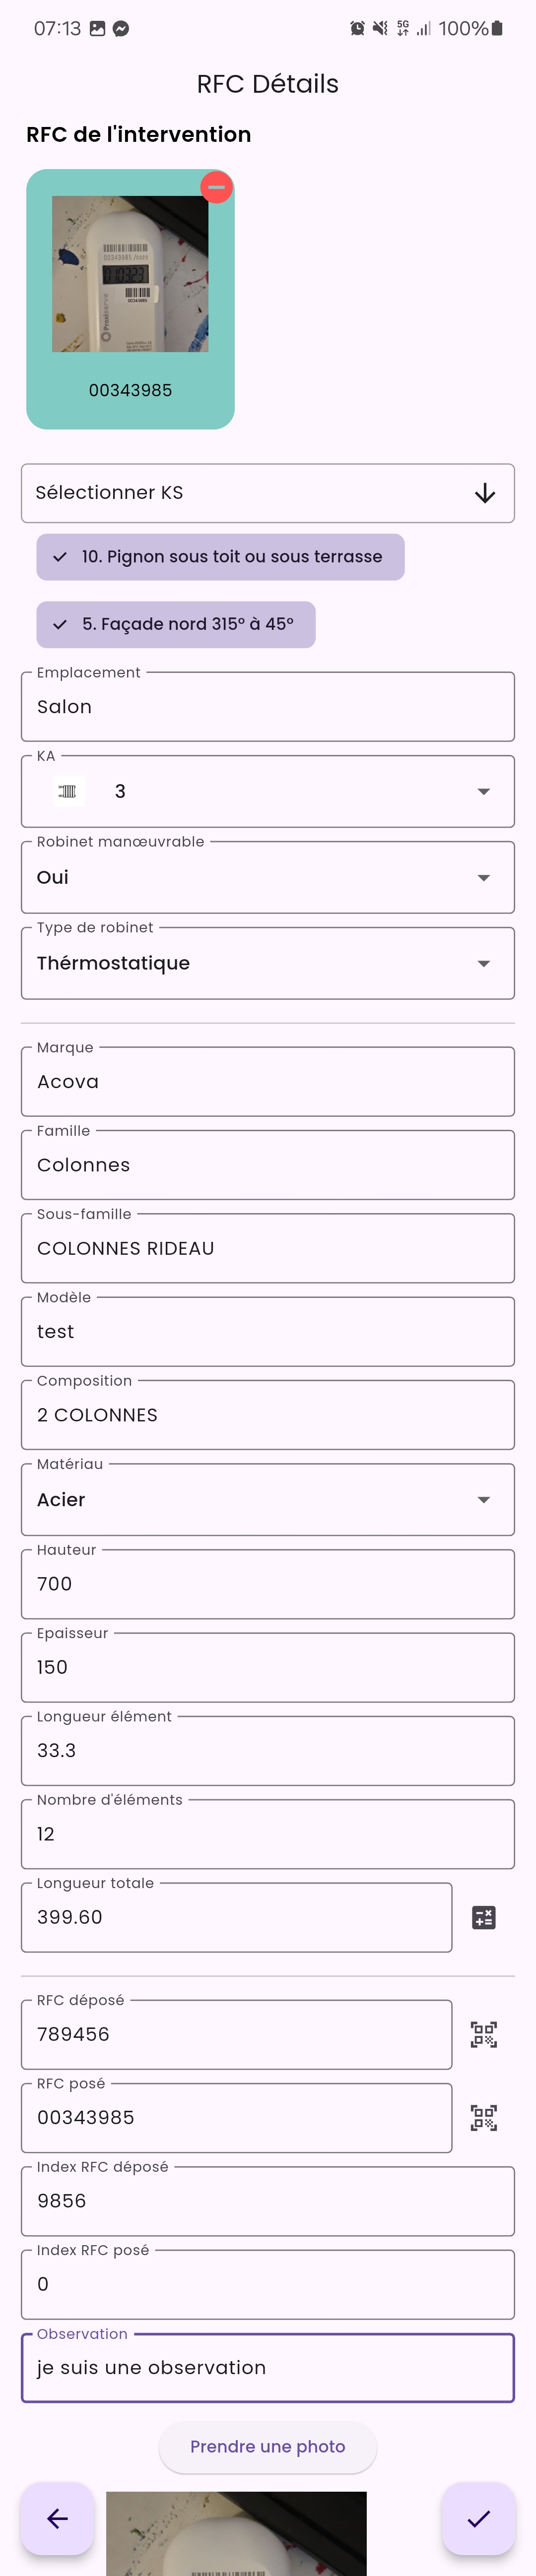 07:13
5G
100%
RFC Détails
RFC de l'intervention
Proxiserve
00343985
00343985
Sélectionner KS
10. Pignon sous toit ou sous terrasse
5. Façade nord 315° à 45°
Emplacement
Salon
KA
3
Robinet manœuvrable
Oui
Type de robinet
Thérmostatique
Marque
Acova
Famille
Colonnes
Sous-famille
COLONNES RIDEAU
Modèle
test
Composition
2 COLONNES
Matériau
Acier
Hauteur
700
Epaisseur
150
Longueur élément
33.3
Nombre d'éléments
12
Longueur totale
399.60
RFC déposé
789456
RFC posé
00343985
Index RFC déposé
9856
Index RFC posé
0
Observation
je suis une observation
Prendre une photo